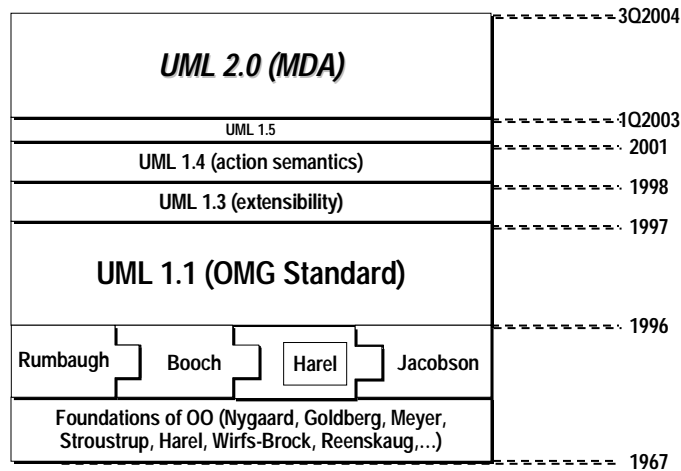 3Q2004
UML 2.0 (MDA)
1Q2003
UML 1.5
2001
UML 1.4 (action semantics)
1998
UML 1.3 (extensibility)
1997
UML 1.1 (OMG Standard)
1996
Rumbaugh Booch Harel Jacobson
Foundations of OO (Nygaard, Goldberg, Meyer,
Stroustrup, Harel, Wirfs-Brock, Reenskaug,...)
1967